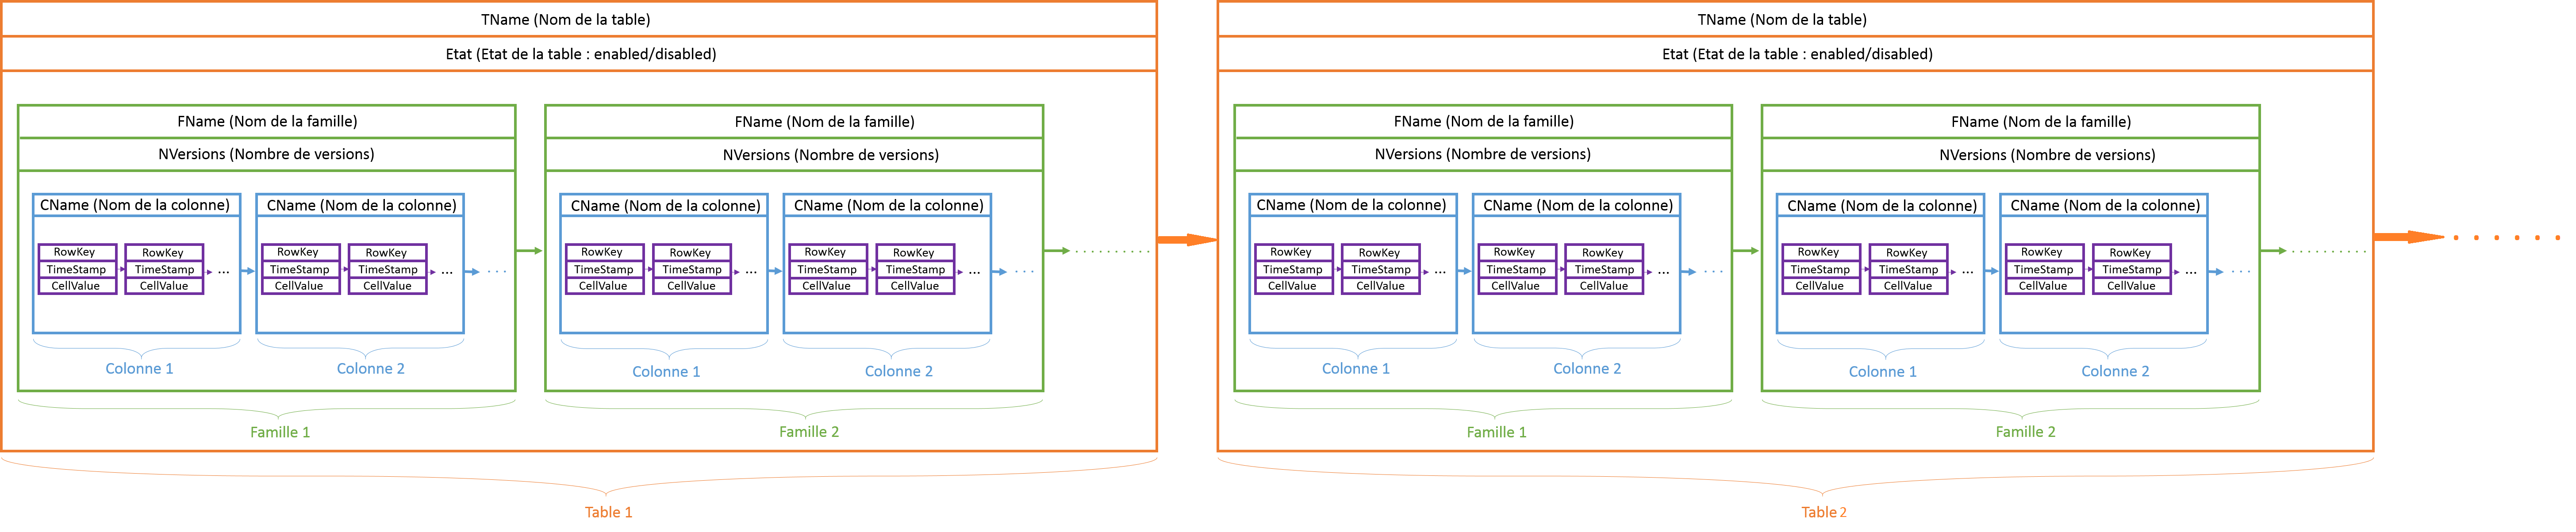 TName (Nom de la table)
Etat (Etat de la table : enabled/disabled)
FName (Nom de la famille)
NVersions (Nombre de versions)
CName (Nom de la colonne)
RowKey
TimeStamp
CellValue
RowKey
TimeStamp
CellValue
...
Colonne 1
CName (Nom de la colonne)
RowKey
TimeStamp
CellValue
RowKey
TimeStamp
CellValue
...
Colonne 2
Famille 1
FName (Nom de la famille)
NVersions (Nombre de versions)
CName (Nom de la colonne)
RowKey
TimeStamp
CellValue
RowKey
TimeStamp
CellValue
...
Colonne 1
CName (Nom de la colonne)
RowKey
TimeStamp
CellValue
RowKey
TimeStamp
CellValue
...
Colonne 2
Famille 2
Table 1
TName (Nom de la table)
Etat (Etat de la table : enabled/disabled)
FName (Nom de la famille)
NVersions (Nombre de versions)
CName (Nom de la colonne)
RowKey
TimeStamp
CellValue
RowKey
TimeStamp
CellValue
...
Colonne 1
CName (Nom de la colonne)
RowKey
TimeStamp
CellValue
RowKey
TimeStamp
CellValue
...
Colonne 2
Famille 1
FName (Nom de la famille)
NVersions (Nombre de versions)
CName (Nom de la colonne)
RowKey
TimeStamp
CellValue
RowKey
TimeStamp
CellValue
...
Colonne 1
CName (Nom de la colonne)
RowKey
TimeStamp
CellValue
RowKey
TimeStamp
CellValue
...
Colonne 2
Famille 2
Table 2